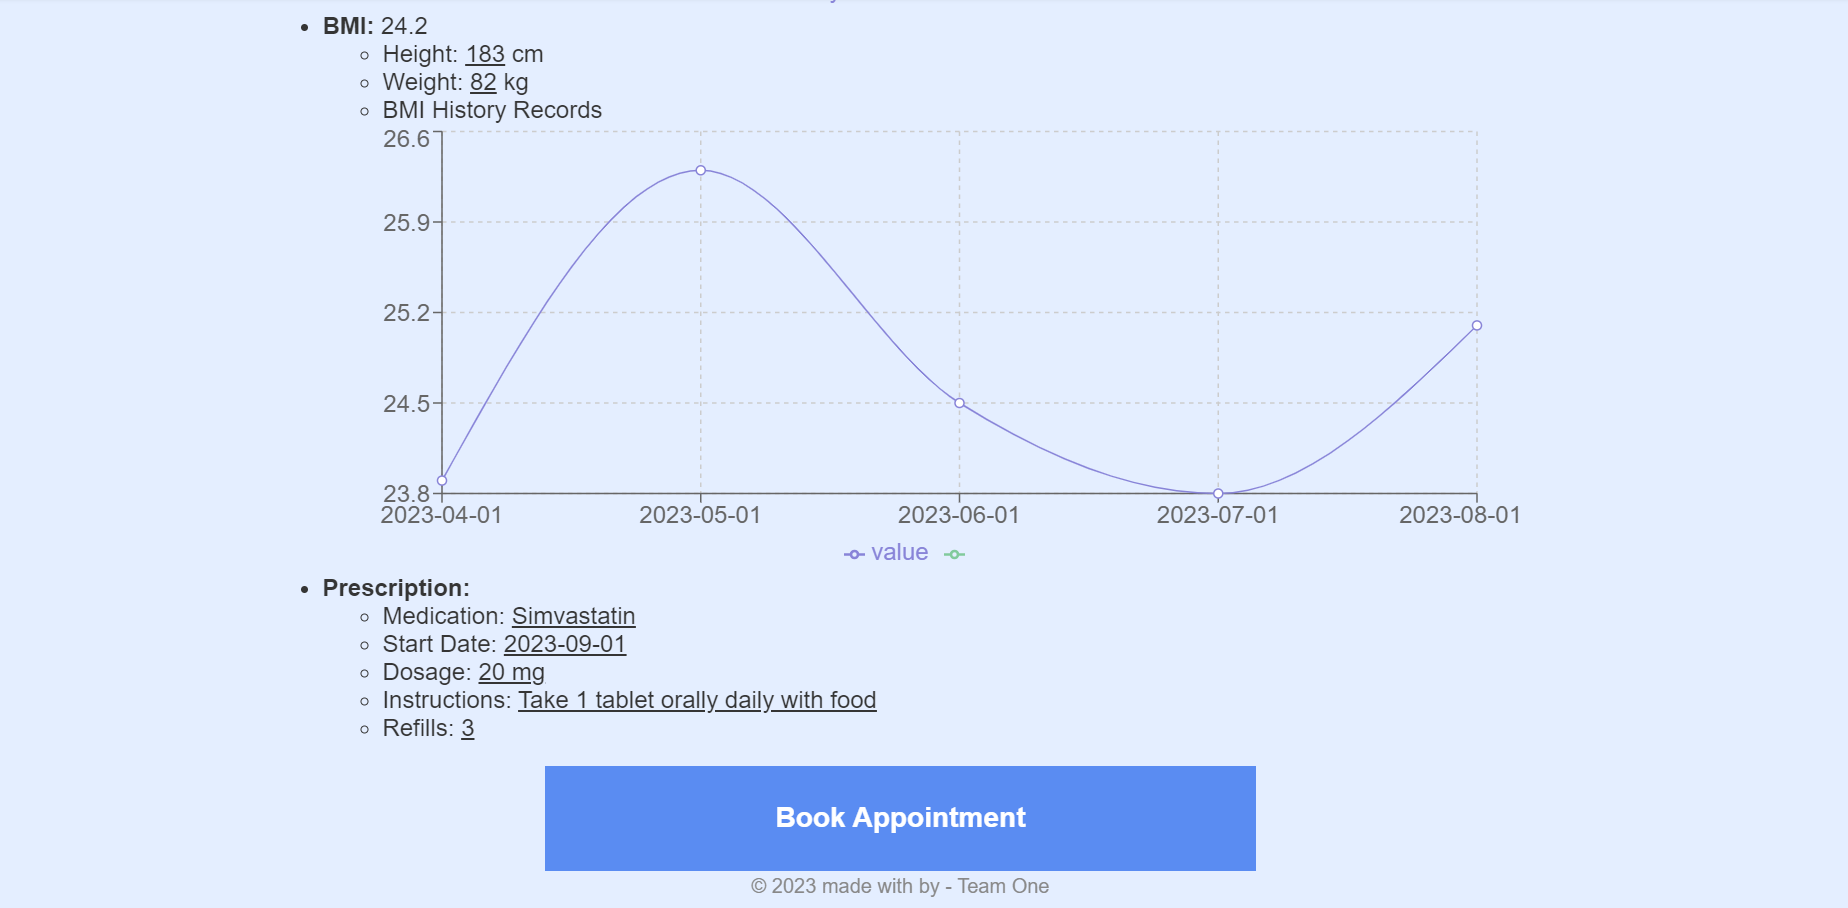 BMI: 24.2
Height: 183 cm
Weight: 82 kg
BMI History Records
26.6
25.9
25.2
24.5
23.8
2023-04-01 2023-05-01 2023-06-01 2023-07-01 2023-08-01
value
Prescription:
Medication: Simvastatin
Start Date: 2023-09-01
Dosage: 20 mg
Instructions: Take 1 tablet orally daily with food
Refills: 3
Book Appointment
© 2023 made with by - Team One